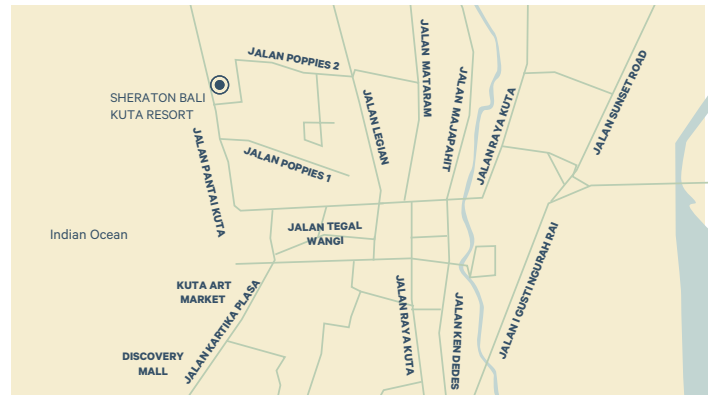 JALAN POPPIES 2
JALAN MATARAM
JALAN MAJAPAHIT
JALAN SUNSET ROAD
SHERATON BALI
KUTA RESORT
JALAN LEGIAN
JALAN RAYA KUTA
JALAN POPPIES 1
JALAN PANTAI KUTA
Indian Ocean
JALAN TEGAL
WANGI
KUTA ART
MARKET
JALAN KARTIKA PLASA
JALAN RAYA KUTA
JALAN KEN DEDES
JALAN I GUSTI NGURAH RAI
DISCOVERY
MALL